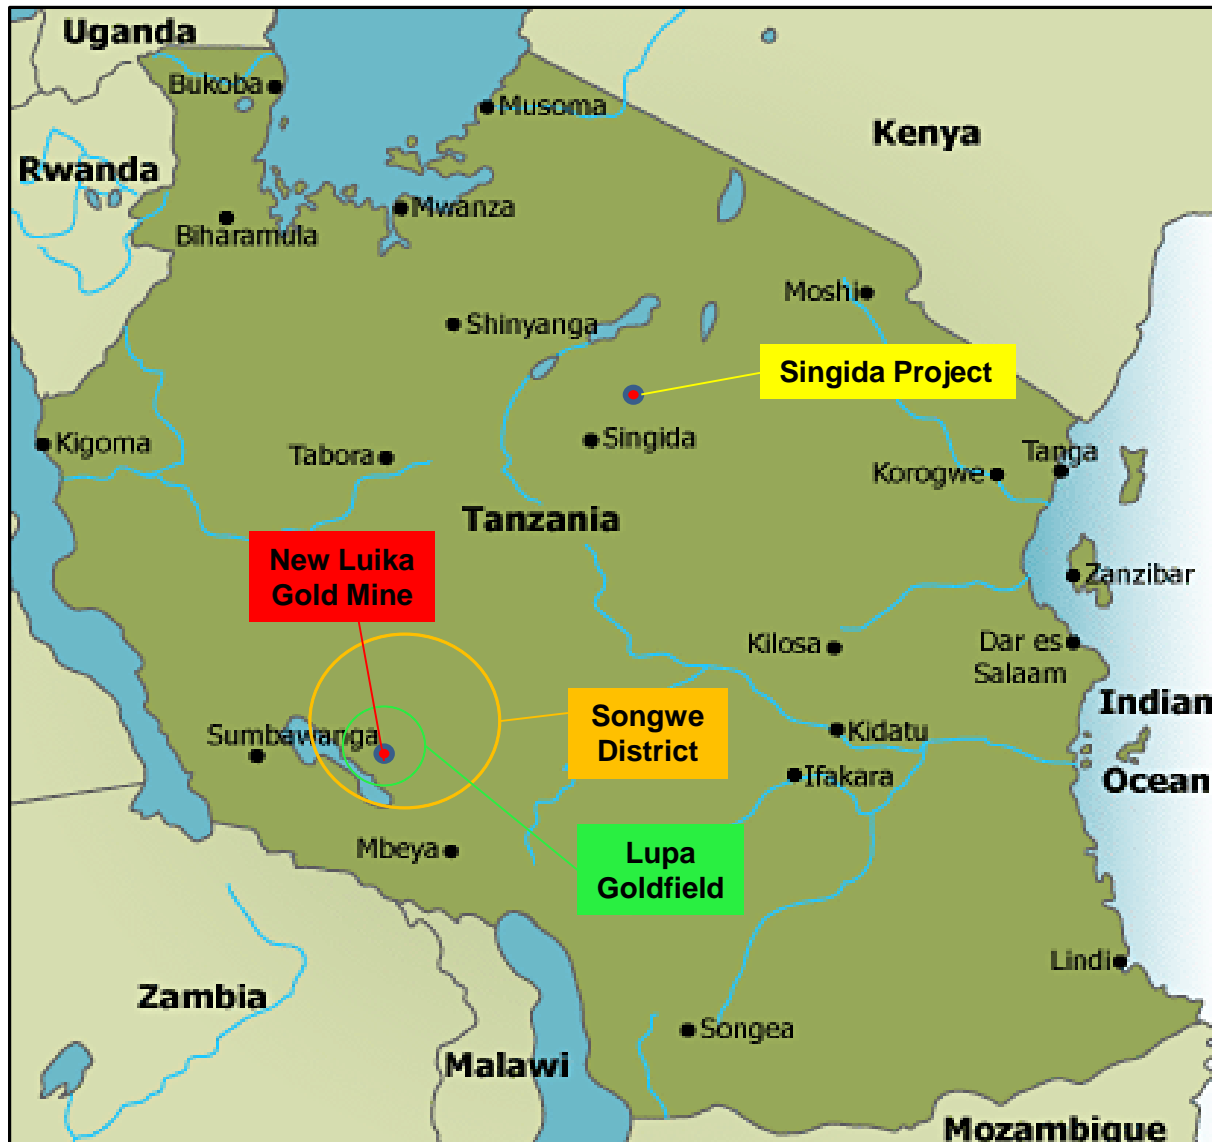 Uganda
Bukoba
Musoma
Kenya
Rwanda
Mwanza
Biharamula
Moshi
Shinyanga
Singida Project
Kigoma
Singida
Tabora
Tanga
Korogwe
Tanzania
New Luika
Gold Mine
Zanzibar
Kilosa
Dar es
Salaam
Indian
Ocean
Songwe
District
Sumbawanga
Kidatu
Ifakara
Mbeya
Lupa
Goldfield
Lindi
Zambia
Songea
Malawi
Mozambique